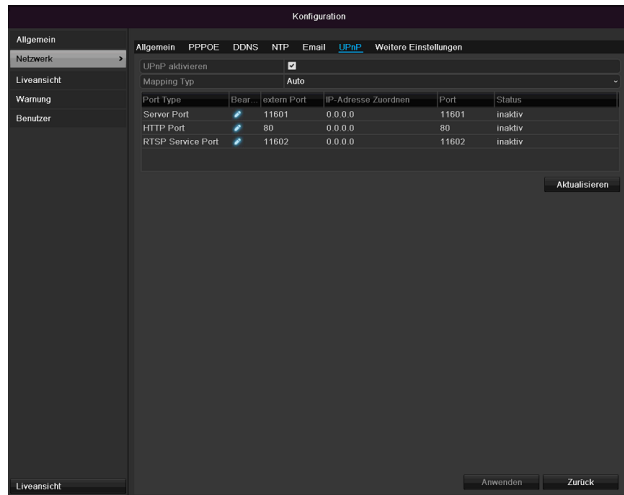 Konfiguration
Allgemein
Netzwerk
Liveansicht
Warnung
Benutzer
Allgemein PPPOE DDNS NTP Email UPnP Weitere Einstellungen
UPnP aktivieren
Mapping Typ Auto
Port Type Bear... extern Port IP-Adresse Zuordnen Port Status
Server Port 11601 0.0.0.0 11601 inaktiv
HTTP Port 80 0.0.0.0 80 inaktiv
RTSP Service Port 11602 0.0.0.0 11602 inaktiv
Aktualisieren
Liveansicht
Anwenden Zurück